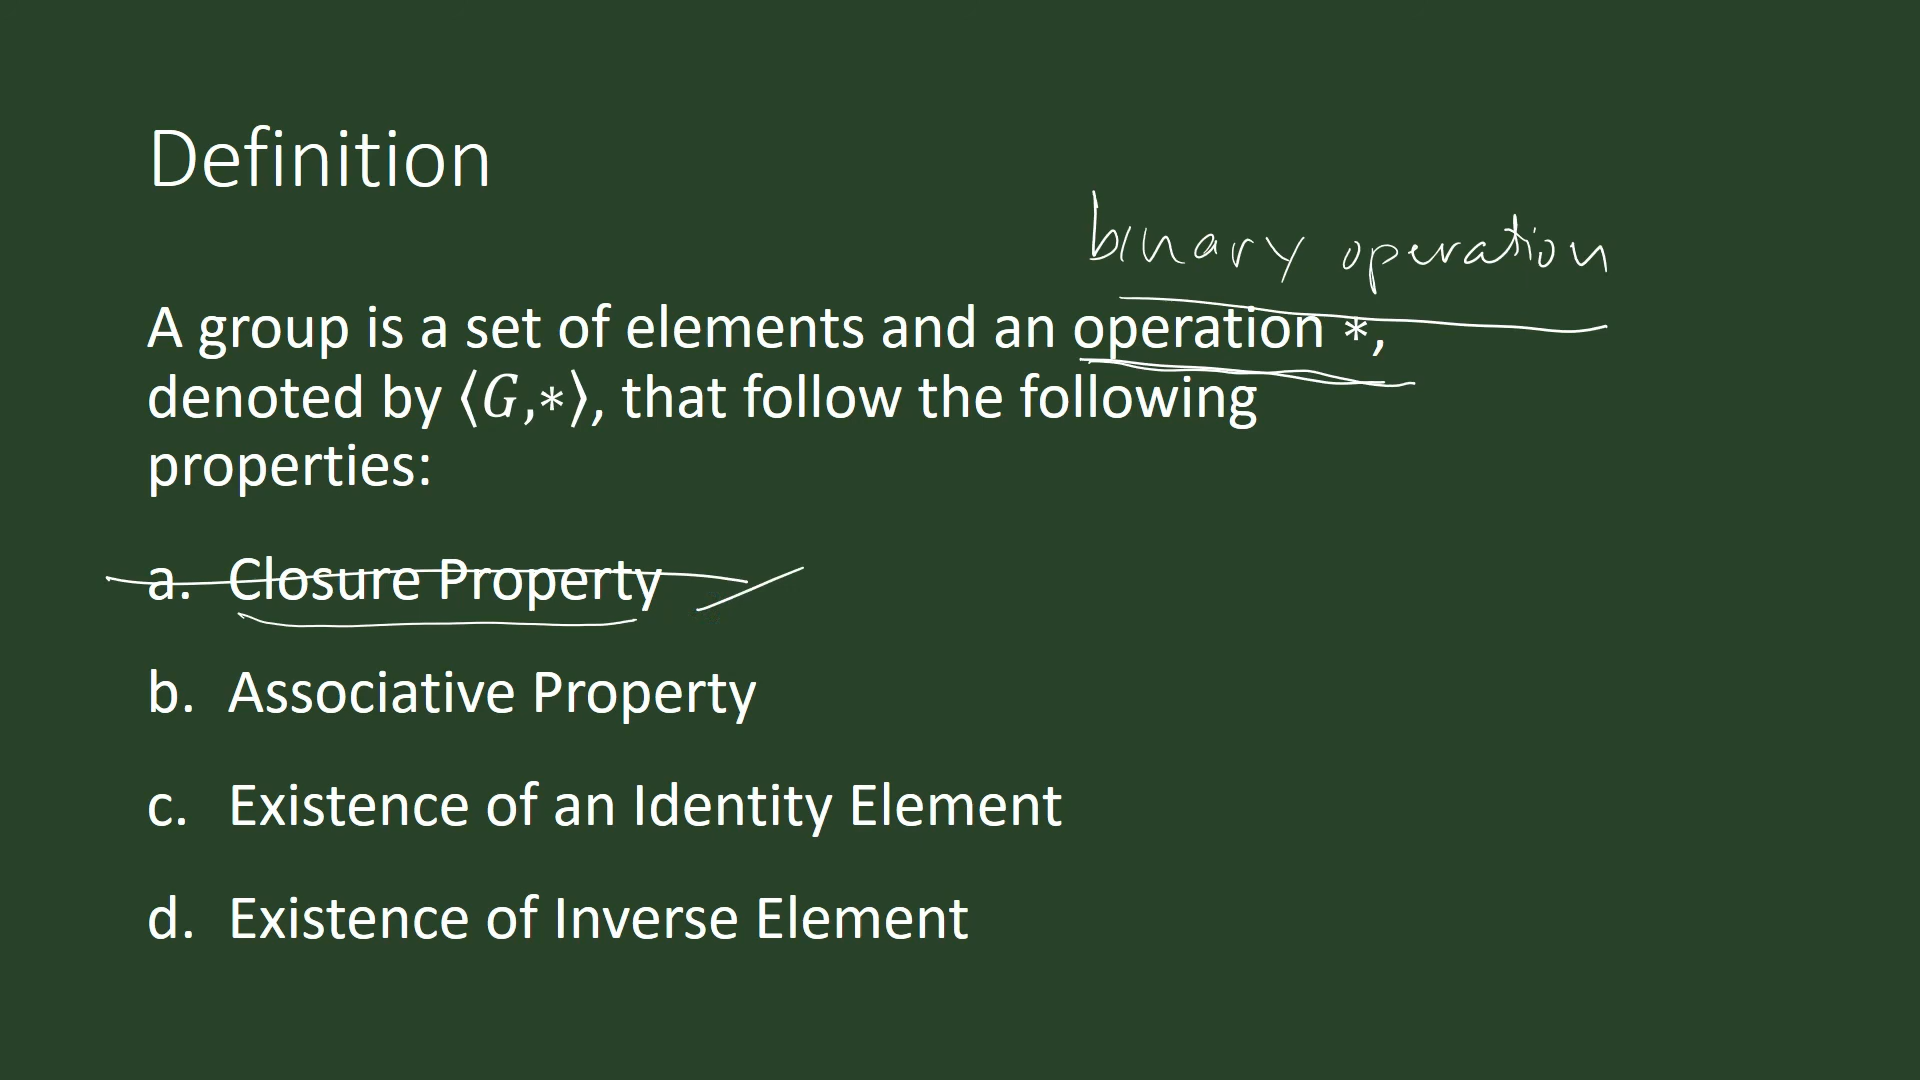 Definition
binary operation
A group is a set of elements and an operation ∗,
denoted by ⟨G,∗⟩, that follow the following
properties:
a. Closure Property
b. Associative Property
c. Existence of an Identity Element
d. Existence of Inverse Element